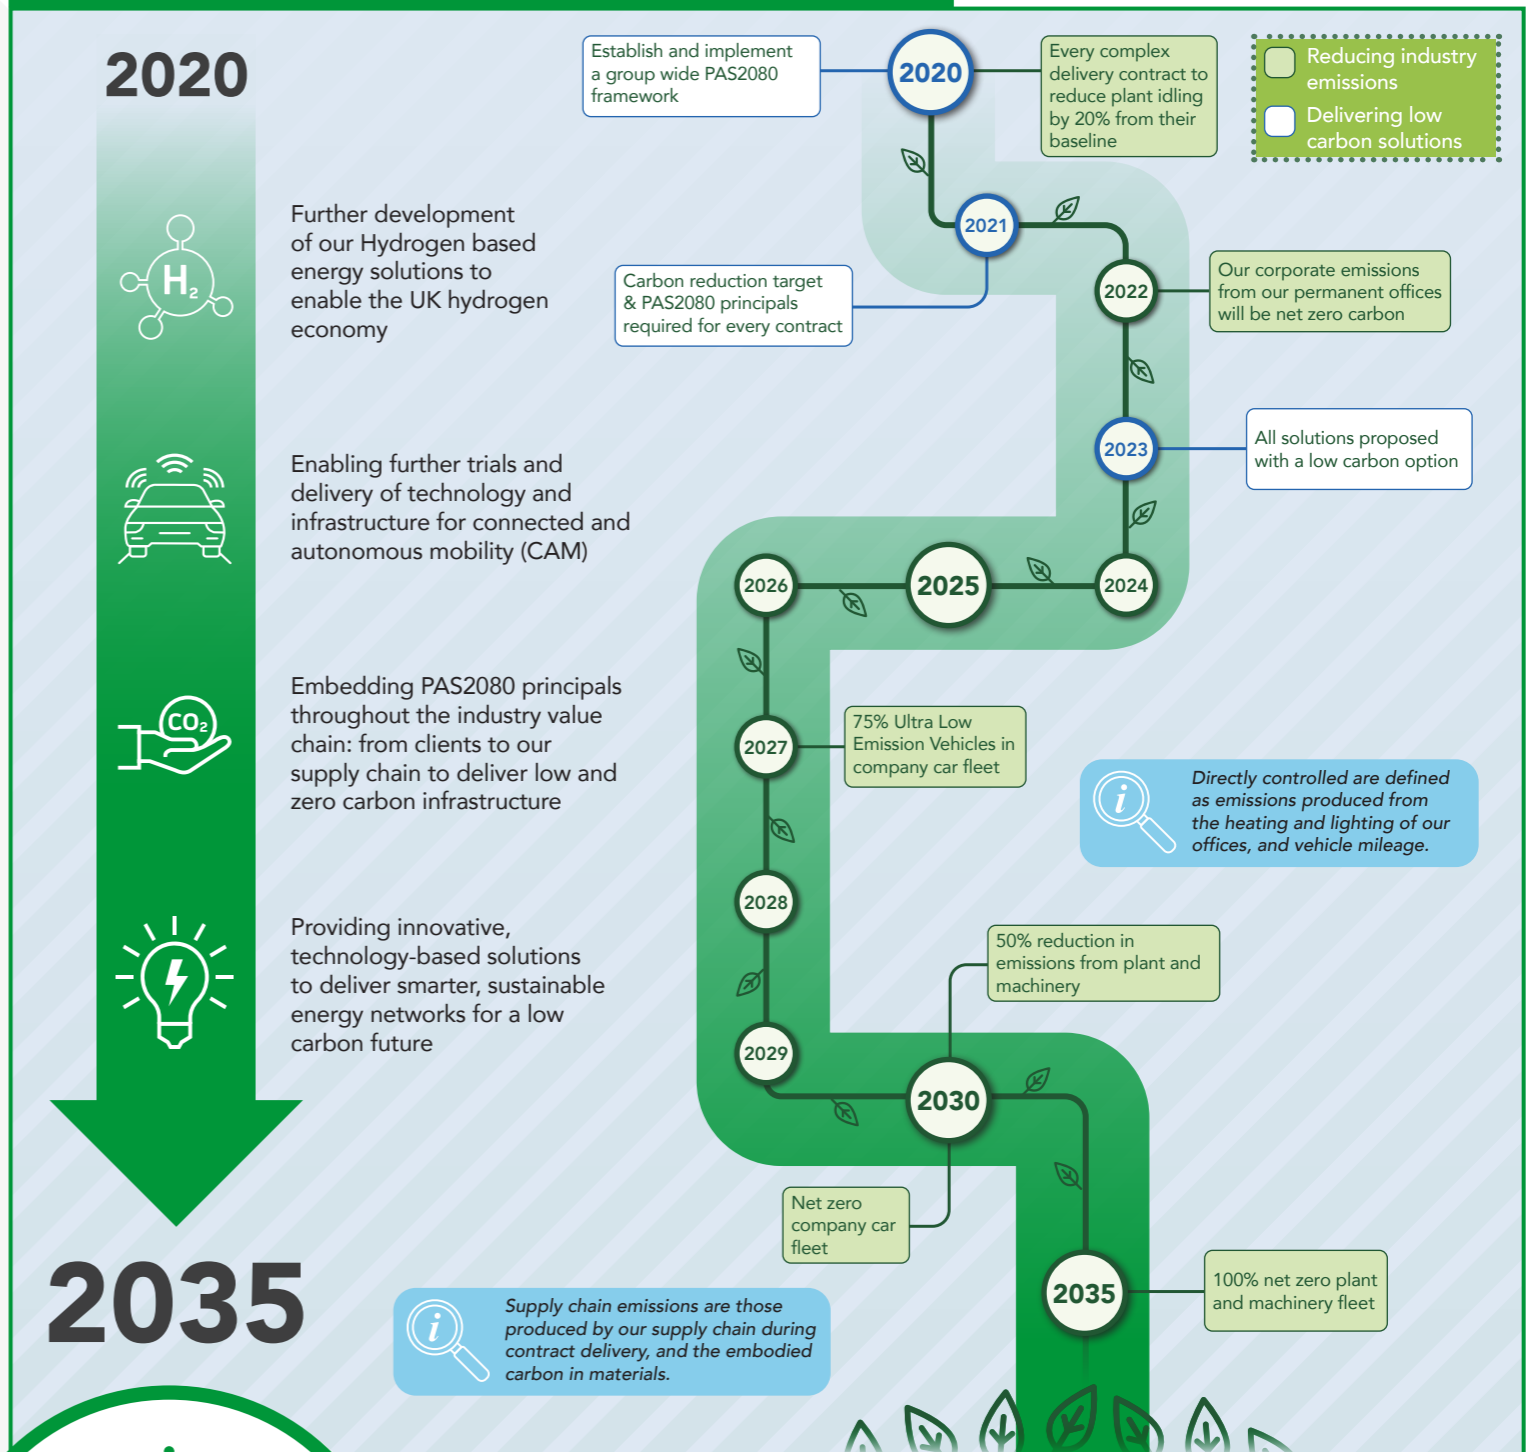 2020
Further development
of our Hydrogen based
energy solutions to
enable the UK hydrogen
economy
H2
Enabling further trials and
delivery of technology and
infrastructure for connected and
autonomous mobility (CAM)
Embedding PAS2080 principals
throughout the industry value
chain: from clients to our
supply chain to deliver low and
zero carbon infrastructure
CO2
Providing innovative,
technology-based solutions
to deliver smarter, sustainable
energy networks for a low
carbon future
2035
Establish and implement
a group wide PAS2080
framework
2020
Every complex
delivery contract to
reduce plant idling
by 20% from their
baseline
Reducing industry
emissions
Delivering low
carbon solutions
2021
Carbon reduction target
& PAS2080 principals
required for every contract
2022
Our corporate emissions
from our permanent offices
will be net zero carbon
2023
All solutions proposed
with a low carbon option
2024
2025
2026
2027
75% Ultra Low
Emission Vehicles in
company car fleet
i
Directly controlled are defined
as emissions produced from
the heating and lighting of our
offices, and vehicle mileage.
2028
2029
50% reduction in
emissions from plant and
machinery
2030
Net zero
company car
fleet
2035
100% net zero plant
and machinery fleet
i
Supply chain emissions are those
produced by our supply chain during
contract delivery, and the embodied
carbon in materials.